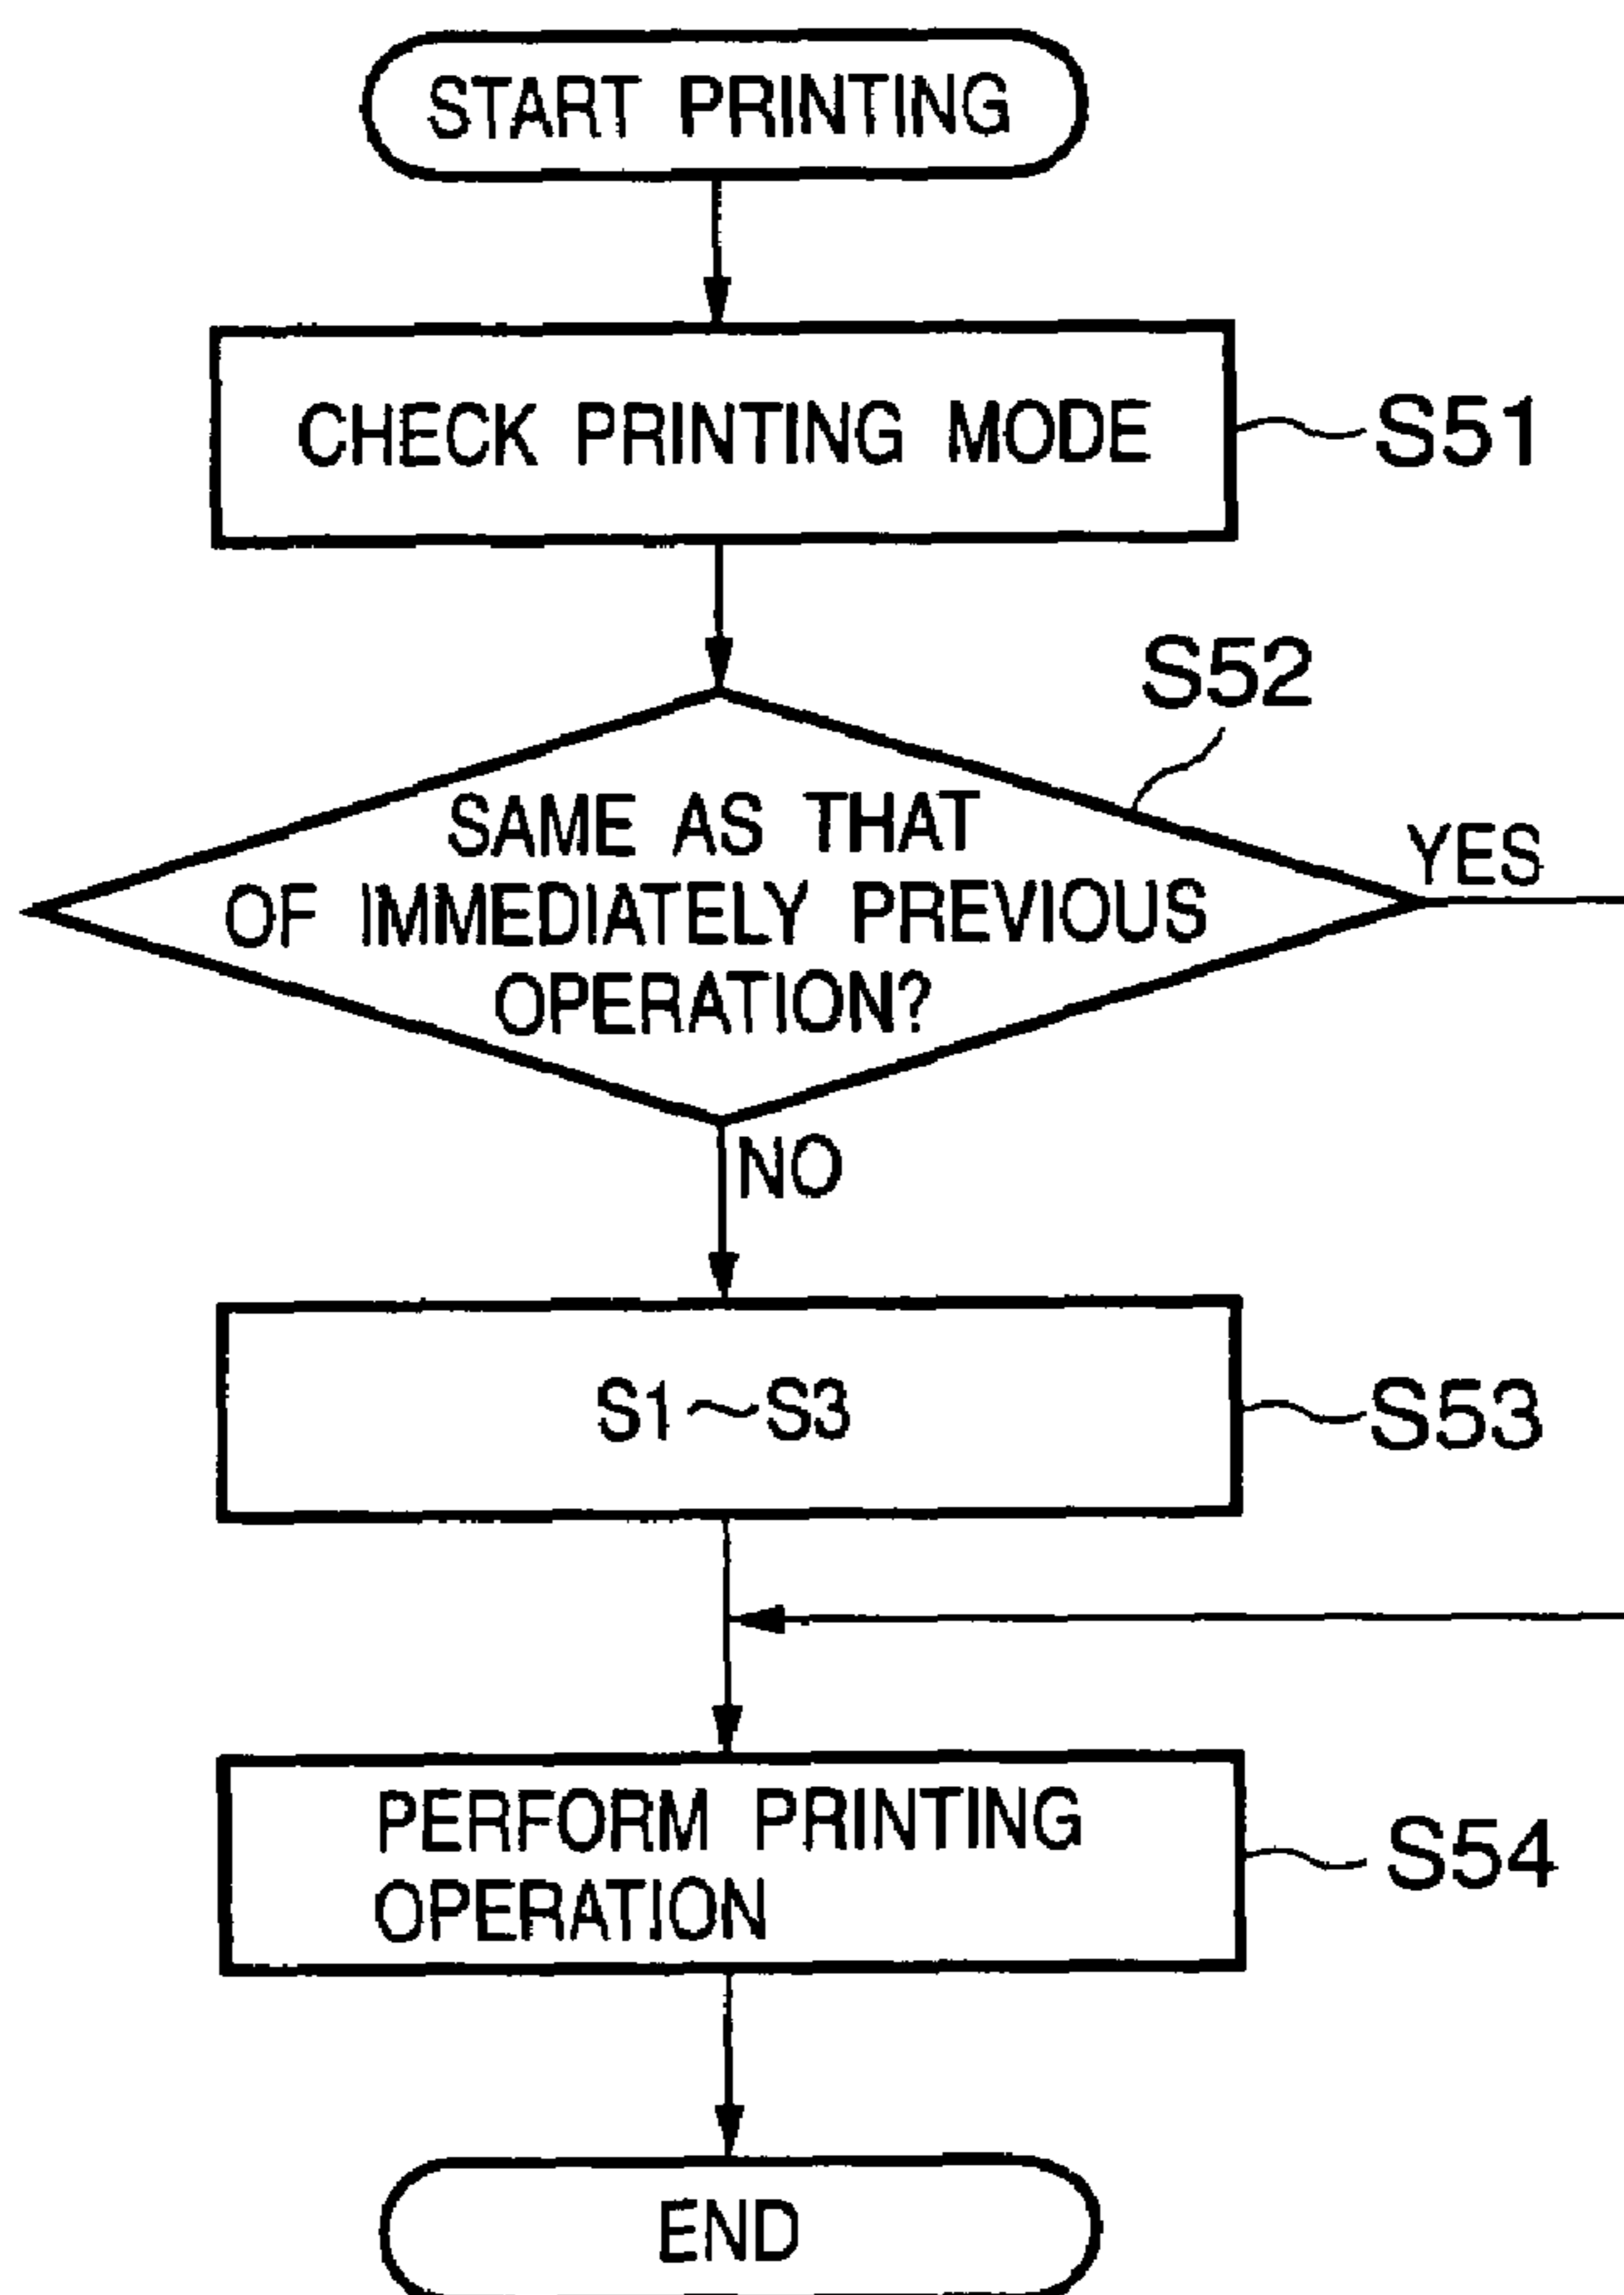 START PRINTING
CHECK PRINTING MODE
S51
S52
SAME AS THAT
OF IMMEDIATELY PREVIOUS
OPERATION?
YES
NO
S1~S3
S53
PERFORM PRINTING
OPERATION
S54
END